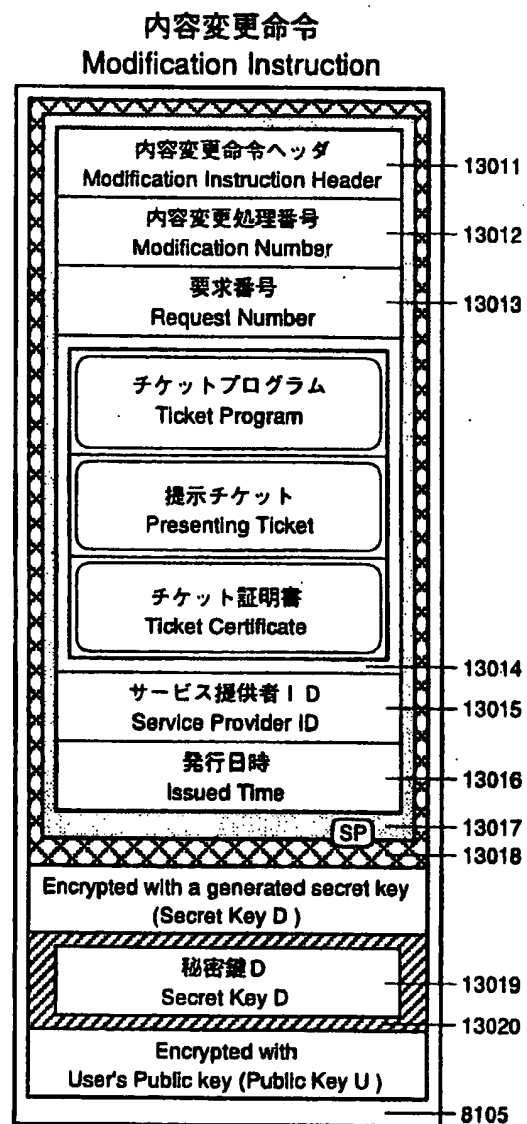 内容変更命令
Modification Instruction
内容変更命令ヘッダ
Modification Instruction Header
13011
内容変更処理番号
Modification Number
13012
要求番号
Request Number
13013
チケットプログラム
Ticket Program
提示チケット
Presenting Ticket
チケット証明書
Ticket Certificate
13014
サービス提供者ID
Service Provider ID
13015
発行日時
Issued Time
13016
13017
SP
13018
Encrypted with a generated secret key
(Secret Key D)
秘密鍵D
Secret Key D
13019
13020
Encrypted with
User's Public key (Public Key U)
8105